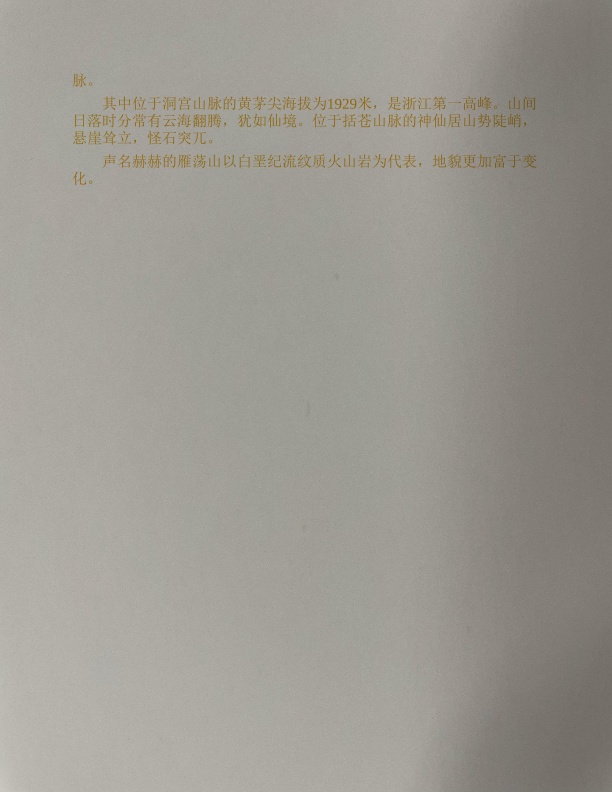 脉。
其中位于洞宫山脉的黄茅尖海拔为1929米，是浙江第一高峰。山间
日落时分常有云海翻腾，犹如仙境。位于括苍山脉的神仙居山势陡峭，
悬崖耸立，怪石突兀。
声名赫赫的雁荡山以白垩纪流纹质火山岩为代表，地貌更加富于变
化。